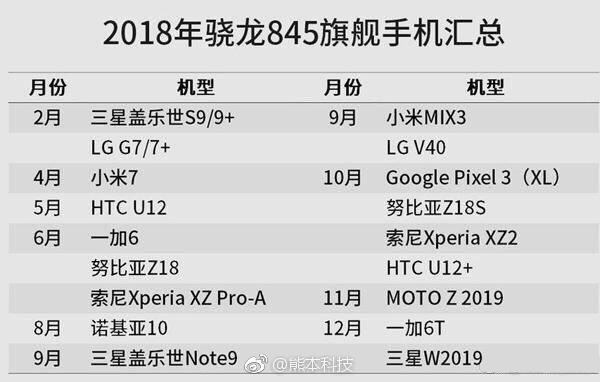 2018年骁龙845旗舰手机汇总
月份 机型 月份 机型
2月 三星盖乐世S9/9+ 9月 小米MIX3
LG G7/7+ LG V40
4月 小米7 10月 Google Pixel 3（XL）
5月 HTC U12 努比亚Z18S
6月 一加6 索尼Xperia XZ2
努比亚Z18 HTC U12+
索尼Xperia XZ Pro-A 11月 MOTO Z 2019
8月 诺基亚10 12月 一加6T
9月 三星盖乐世Note9 三星W2019
@熊本科技